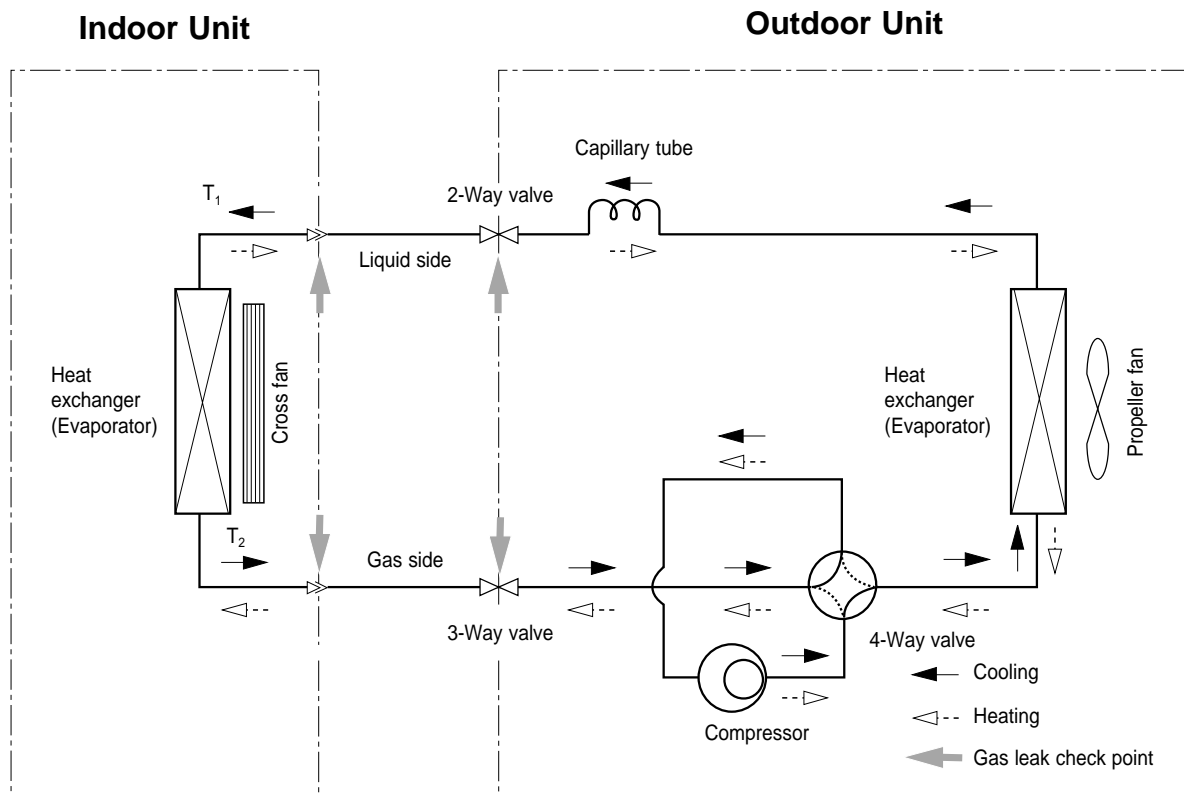 Indoor Unit
Outdoor Unit
Capillary tube
T1
2-Way valve
Liquid side
Heat
exchanger
(Evaporator)
Cross fan
Heat
exchanger
(Evaporator)
Propeller fan
T2
Gas side
3-Way valve
4-Way valve
Compressor
Cooling
Heating
Gas leak check point